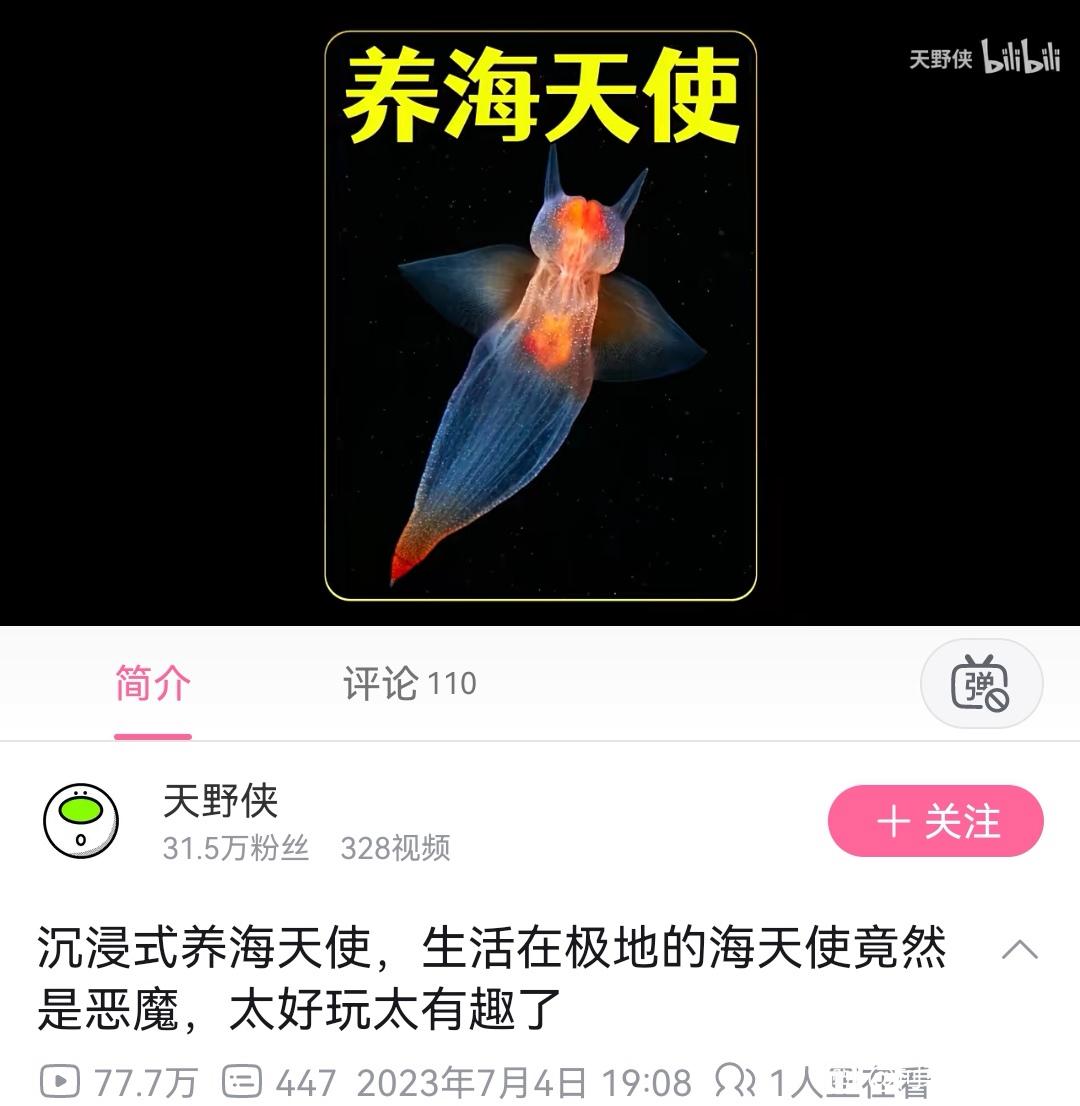 养海天使
天野侠 bilibili
简介 评论 110 弹
天野侠
31.5万粉丝 328视频
+ 关注
沉浸式养海天使，生活在极地的海天使竟然
是恶魔，太好玩太有趣了
77.7万 447 2023年7月4日 19:08 1人正在看